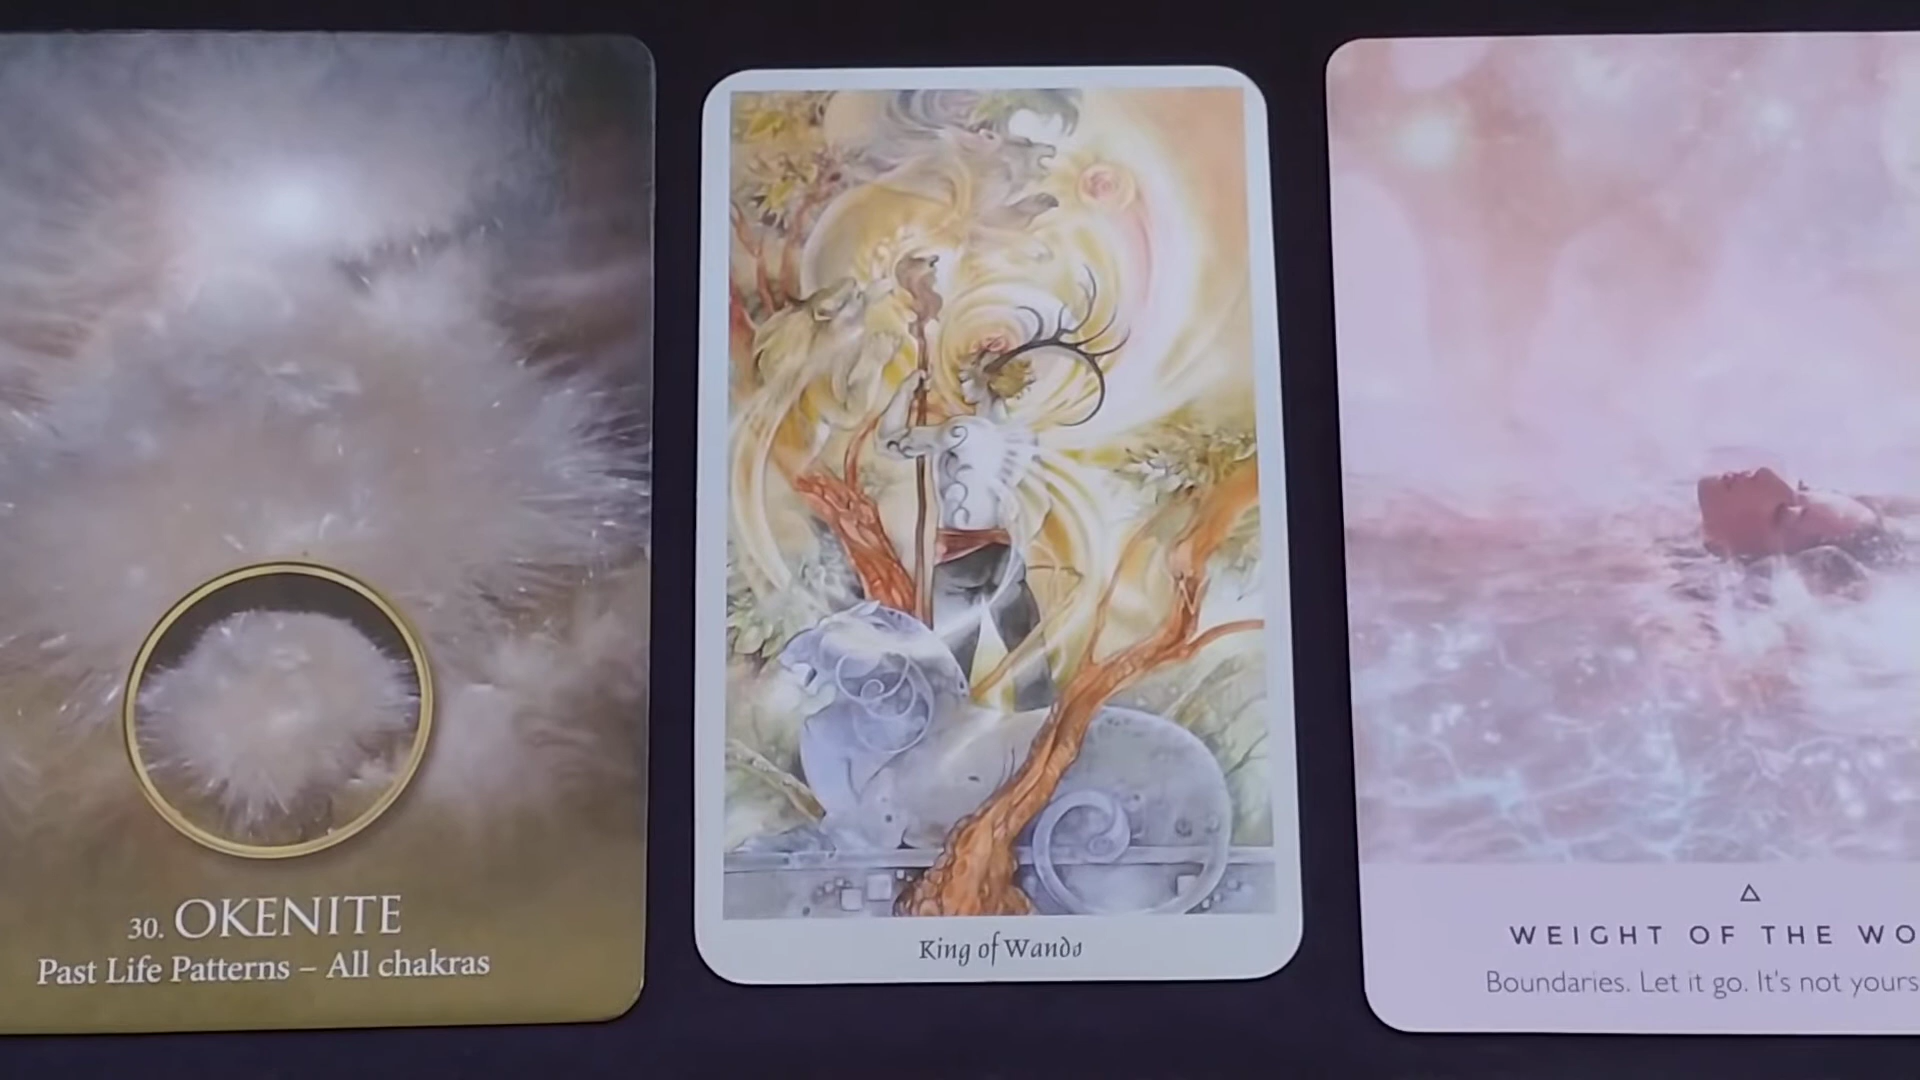 30. OKENITE
Past Life Patterns – All chakras
King of Wands
WEIGHT OF THE WO
Boundaries. Let it go. It's not yours